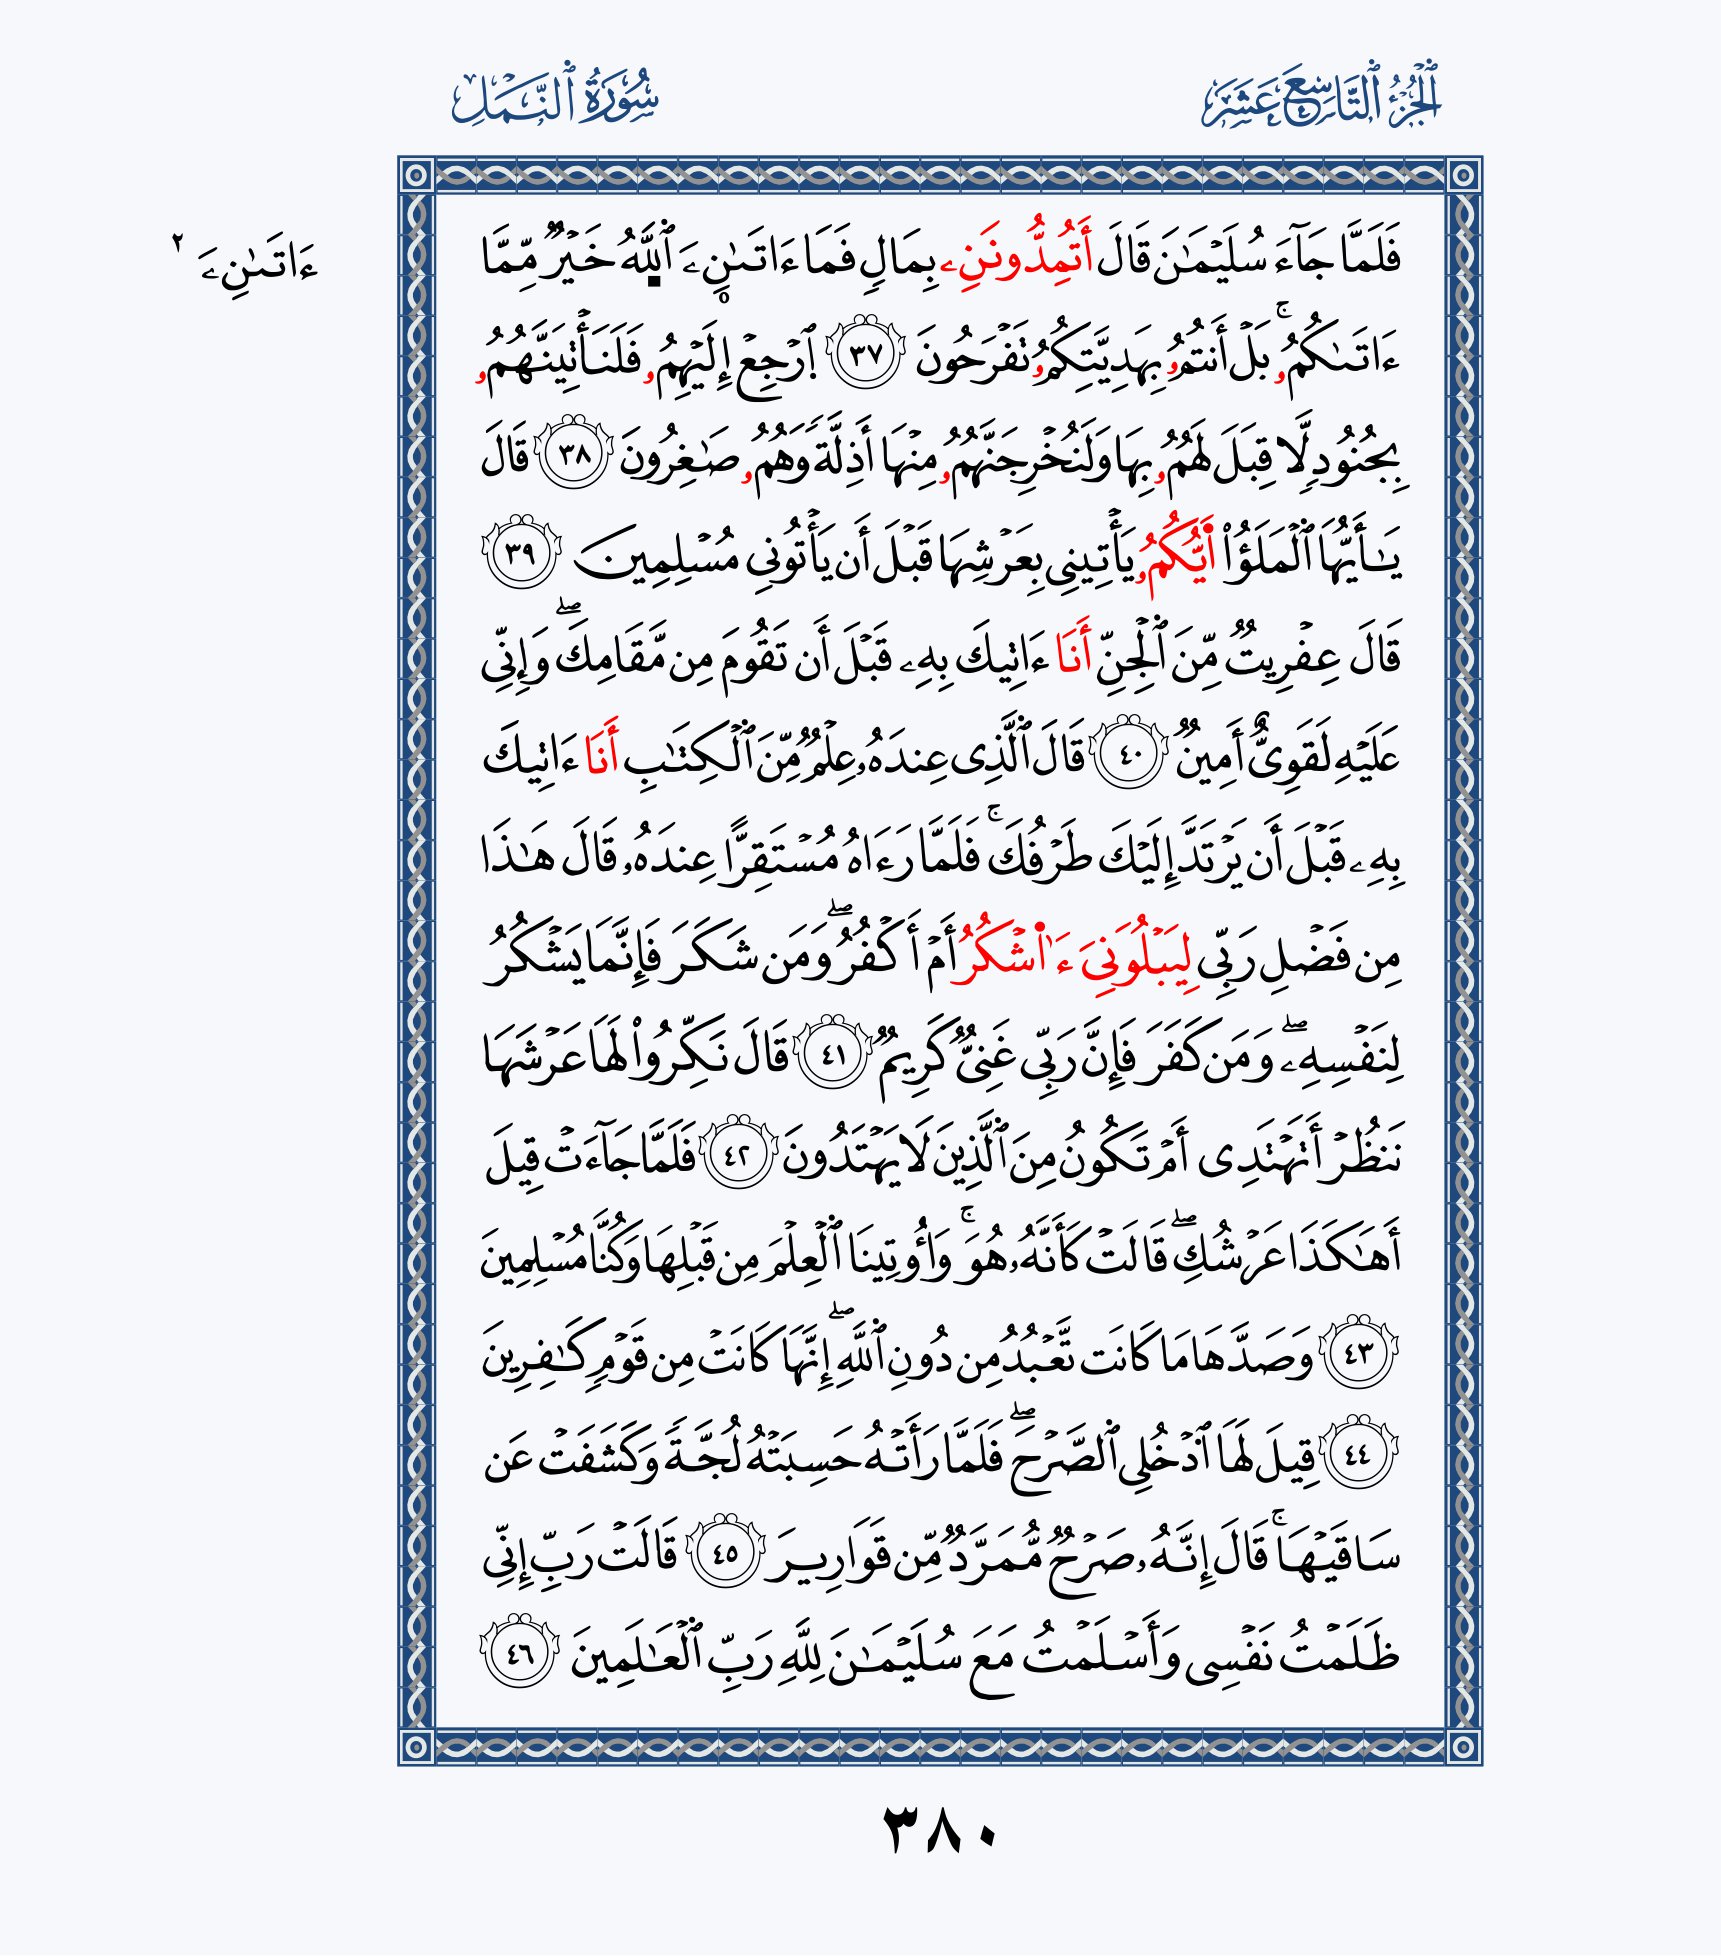 الجُزْءُ ٱلتَّاسِعَ عَشَرَ
سُورَةُ ٱلنَّمْلِ
ءَاتَىٰنِۦَ ٢
فَلَمَّا جَآءَ سُلَيْمَٰنَ قَالَ أَتُمِدُّونَنِۦ بِمَالٍ فَمَا ءَاتَىٰنِۦَ ٱللَّهُ خَيْرٌ مِّمَّا
ءَاتَىٰكُمُۥۚ بَلْ أَنتُمُۥ بِهَدِيَّتِكُمُۥ تَفْرَحُونَ ٣٧ ٱرْجِعْ إِلَيْهِمُۥ فَلَنَأْتِيَنَّهُمُۥ
بِجُنُودٍ لَّا قِبَلَ لَهُمُۥ بِهَا وَلَنُخْرِجَنَّهُمُۥ مِنْهَا أَذِلَّةً وَهُمُۥ صَٰغِرُونَ ٣٨ قَالَ
يَٰأَيُّهَا ٱلْمَلَؤُاْ أَيُّكُمُۥ يَأْتِينِي بِعَرْشِهَا قَبْلَ أَن يَأْتُونِي مُسْلِمِينَ ٣٩
قَالَ عِفْرِيتٌ مِّنَ ٱلْجِنِّ أَنَا ءَاتِيكَ بِهِۦ قَبْلَ أَن تَقُومَ مِن مَّقَامِكَۖ وَإِنِّي
عَلَيْهِ لَقَوِيٌّ أَمِينٌ ٤٠ قَالَ ٱلَّذِي عِندَهُۥ عِلْمٌ مِّنَ ٱلْكِتَٰبِ أَنَا ءَاتِيكَ
بِهِۦ قَبْلَ أَن يَرْتَدَّ إِلَيْكَ طَرْفُكَۚ فَلَمَّا رَءَاهُ مُسْتَقِرًّا عِندَهُۥ قَالَ هَٰذَا
مِن فَضْلِ رَبِّي لِيَبْلُوَنِيَ ءَا۬شْكُرُ أَمْ أَكْفُرُۖ وَمَن شَكَرَ فَإِنَّمَا يَشْكُرُ
لِنَفْسِهِۦۖ وَمَن كَفَرَ فَإِنَّ رَبِّي غَنِيٌّ كَرِيمٌ ٤١ قَالَ نَكِّرُواْ لَهَا عَرْشَهَا
نَنظُرْ أَتَهْتَدِي أَمْ تَكُونُ مِنَ ٱلَّذِينَ لَا يَهْتَدُونَ ٤٢ فَلَمَّا جَآءَتْ قِيلَ
أَهَٰكَذَا عَرْشُكِۖ قَالَتْ كَأَنَّهُۥ هُوَۚ وَأُوتِينَا ٱلْعِلْمَ مِن قَبْلِهَا وَكُنَّا مُسْلِمِينَ
٤٣ وَصَدَّهَا مَا كَانَت تَّعْبُدُ مِن دُونِ ٱللَّهِۖ إِنَّهَا كَانَتْ مِن قَوْمٍ كَٰفِرِينَ
٤٤ قِيلَ لَهَا ٱدْخُلِي ٱلصَّرْحَۖ فَلَمَّا رَأَتْهُ حَسِبَتْهُ لُجَّةً وَكَشَفَتْ عَن
سَاقَيْهَاۚ قَالَ إِنَّهُۥ صَرْحٌ مُّمَرَّدٌ مِّن قَوَارِيرَ ٤٥ قَالَتْ رَبِّ إِنِّي
ظَلَمْتُ نَفْسِي وَأَسْلَمْتُ مَعَ سُلَيْمَٰنَ لِلَّهِ رَبِّ ٱلْعَٰلَمِينَ ٤٦
٣٨٠